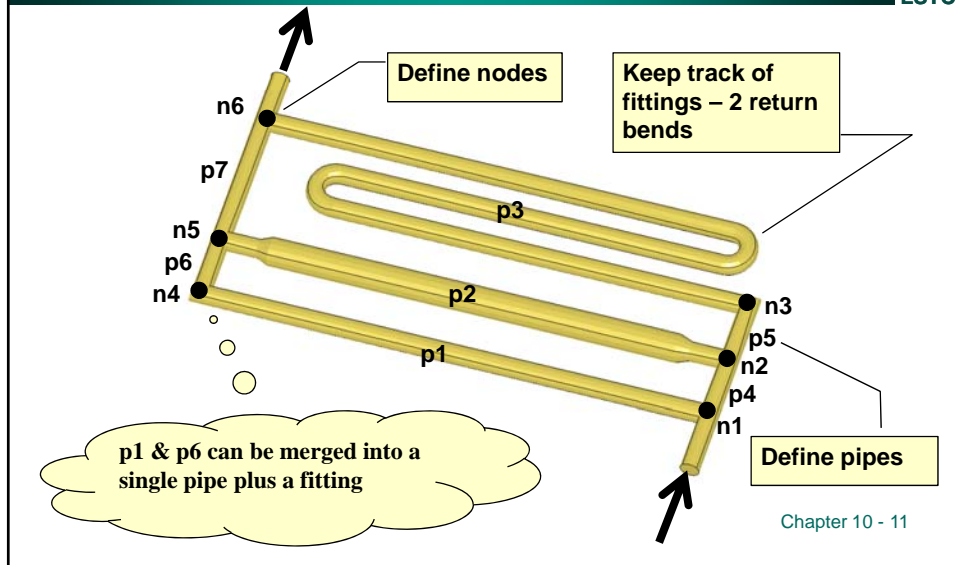 Define nodes
Keep track of
fittings – 2 return
bends
n6
p7
p3
n5
p6
n4
p2
n3
p5
n2
p1
p4
n1
p1 & p6 can be merged into a
single pipe plus a fitting
Define pipes
Chapter 10 - 11